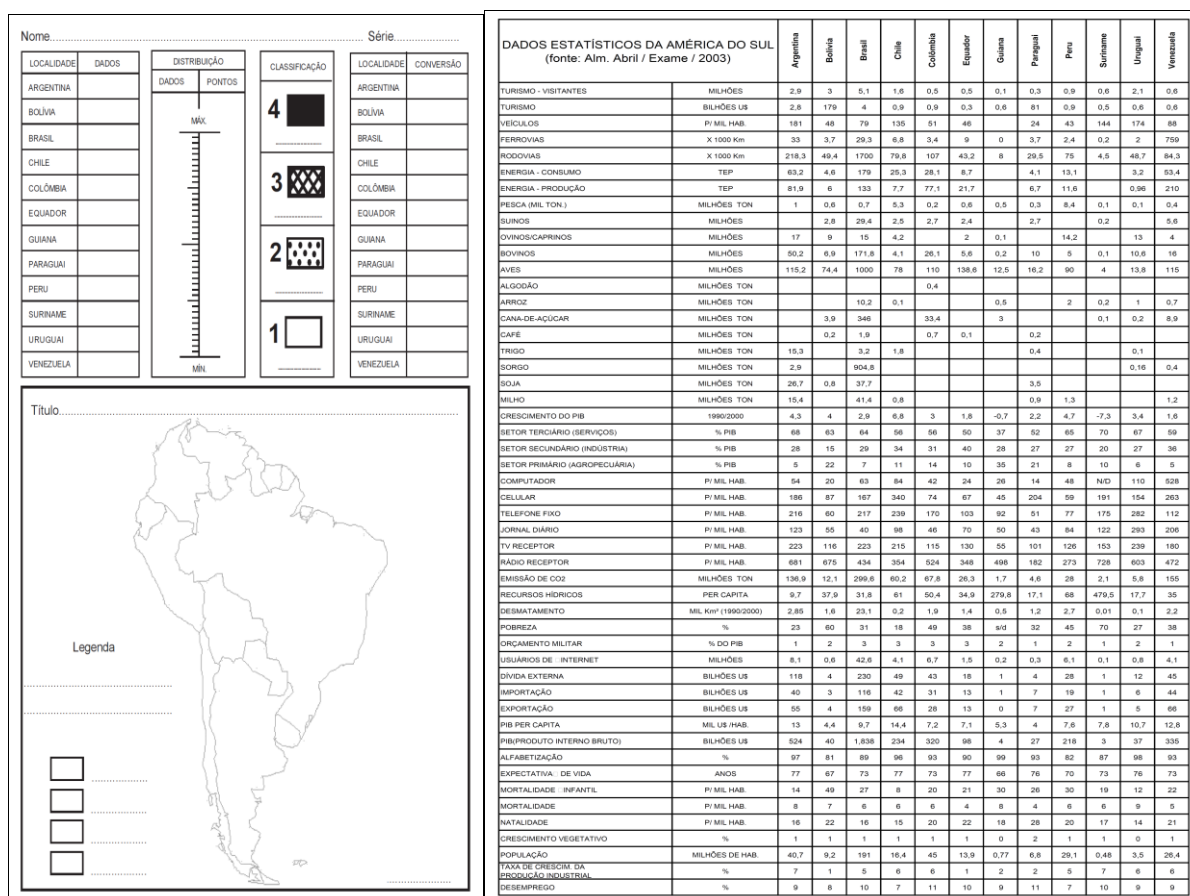 Nome Série
LOCALIDADE DADOS
ARGENTINA
BOLÍVIA
BRASIL
CHILE
COLÔMBIA
EQUADOR
GUIANA
PARAGUAI
PERU
SURINAME
URUGUAI
VENEZUELA
DISTRIBUIÇÃO
DADOS PONTOS
MÁX.
MÍN.
CLASSIFICAÇÃO
4
3
2
1
LOCALIDADE CONVERSÃO
ARGENTINA
BOLÍVIA
BRASIL
CHILE
COLÔMBIA
EQUADOR
GUIANA
PARAGUAI
PERU
SURINAME
URUGUAI
VENEZUELA
Título
Legenda
DADOS ESTATÍSTICOS DA AMÉRICA DO SUL
(fonte: Alm. Abril / Exame / 2003)
Argentina Bolívia Brasil Chile Colômbia Equador Guiana Paraguai Peru Suriname Uruguai Venezuela
TURISMO - VISITANTES MILHÕES 2,9 3 5,1 1,6 0,5 0,5 0,1 0,3 0,9 0,6 2,1 0,6
TURISMO BILHÕES U$ 2,8 179 4 0,9 0,9 0,3 0,6 81 0,9 0,5 0,6 0,6
VEÍCULOS P/ MIL HAB. 181 48 79 135 51 46 24 43 144 174 88
FERROVIAS X 1000 Km 33 3,7 29,3 6,8 3,4 9 0 3,7 2,4 0,2 2 759
RODOVIAS X 1000 Km 218,3 49,4 1700 79,8 107 43,2 8 29,5 75 4,5 48,7 84,3
ENERGIA - CONSUMO TEP 63,2 4,6 179 25,3 28,1 8,7 4,1 13,1 3,2 53,4
ENERGIA - PRODUÇÃO TEP 81,9 6 133 7,7 77,1 21,7 6,7 11,6 0,96 210
PESCA (MIL TON.) MILHÕES TON 1 0,6 0,7 5,3 0,2 0,6 0,5 0,3 8,4 0,1 0,1 0,4
SUINOS MILHÕES 2,8 29,4 2,5 2,7 2,4 2,7 0,2 5,6
OVINOS/CAPRINOS MILHÕES 17 9 15 4,2 2 0,1 14,2 13 4
BOVINOS MILHÕES 50,2 6,9 171,8 4,1 26,1 5,6 0,2 10 5 0,1 10,6 16
AVES MILHÕES 115,2 74,4 1000 78 110 138,6 12,5 16,2 90 4 13,8 115
ALGODÃO MILHÕES TON 0,4
ARROZ MILHÕES TON 10,2 0,1 0,5 2 0,2 1 0,7
CANA-DE-AÇÚCAR MILHÕES TON 3,9 346 33,4 3 0,1 0,2 8,9
CAFÉ MILHÕES TON 0,2 1,9 0,7 0,1 0,2
TRIGO MILHÕES TON 15,3 3,2 1,8 0,4 0,1
SORGO MILHÕES TON 2,9 904,8 0,16 0,4
SOJA MILHÕES TON 26,7 0,8 37,7 3,5
MILHO MILHÕES TON 15,4 41,4 0,8 0,9 1,3 1,2
CRESCIMENTO DO PIB 1990/2000 4,3 4 2,9 6,8 3 1,8 -0,7 2,2 4,7 -7,3 3,4 1,6
SETOR TERCIÁRIO (SERVIÇOS) % PIB 68 63 64 56 56 50 37 52 65 70 67 59
SETOR SECUNDÁRIO (INDÚSTRIA) % PIB 28 15 29 34 31 40 28 27 27 20 27 36
SETOR PRIMÁRIO (AGROPECUÁRIA) % PIB 5 22 7 11 14 10 35 21 8 10 6 5
COMPUTADOR P/ MIL HAB. 54 20 63 84 42 24 26 14 48 N/D 110 528
CELULAR P/ MIL HAB. 186 87 167 340 74 67 45 204 59 191 154 263
TELEFONE FIXO P/ MIL HAB. 216 60 217 239 170 103 92 51 77 175 282 112
JORNAL DIÁRIO P/ MIL HAB. 123 55 40 98 46 70 50 43 84 122 293 206
TV RECEPTOR P/ MIL HAB. 223 116 223 215 115 130 55 101 126 153 239 180
RÁDIO RECEPTOR P/ MIL HAB. 681 675 434 354 524 348 498 182 273 728 603 472
EMISSÃO DE CO2 MILHÕES TON 136,9 12,1 299,6 60,2 67,8 26,3 1,7 4,6 28 2,1 5,8 155
RECURSOS HÍDRICOS PER CAPITA 9,7 37,9 31,8 61 50,4 34,9 279,8 17,1 68 479,5 17,7 35
DESMATAMENTO MIL Km² (1990/2000) 2,85 1,6 23,1 0,2 1,9 1,4 0,5 1,2 2,7 0,01 0,1 2,2
POBREZA % 23 60 31 18 49 38 s/d 32 45 70 27 38
ORÇAMENTO MILITAR % DO PIB 1 2 3 3 3 3 2 1 2 1 2 1
USUÁRIOS DE INTERNET MILHÕES 8,1 0,6 42,6 4,1 6,7 1,5 0,2 0,3 6,1 0,1 0,8 4,1
DÍVIDA EXTERNA BILHÕES U$ 118 4 230 49 43 18 1 4 28 1 12 45
IMPORTAÇÃO BILHÕES U$ 40 3 116 42 31 13 1 7 19 1 6 44
EXPORTAÇÃO BILHÕES U$ 55 4 159 66 28 13 0 7 27 1 5 66
PIB PER CAPITA MIL U$ /HAB. 13 4,4 9,7 14,4 7,2 7,1 5,3 4 7,6 7,8 10,7 12,8
PIB(PRODUTO INTERNO BRUTO) BILHÕES U$ 524 40 1,838 234 320 98 4 27 218 3 37 335
ALFABETIZAÇÃO % 97 81 89 96 93 90 99 93 82 87 98 93
EXPECTATIVA DE VIDA ANOS 77 67 73 77 73 77 66 76 70 73 76 73
MORTALIDADE INFANTIL P/ MIL HAB. 14 49 27 8 20 21 30 26 30 19 12 22
MORTALIDADE P/ MIL HAB. 8 7 6 6 6 4 8 4 6 6 9 5
NATALIDADE P/ MIL HAB. 16 22 16 15 20 22 18 28 20 17 14 21
CRESCIMENTO VEGETATIVO % 1 1 1 1 1 1 0 2 1 1 0 1
POPULAÇÃO MILHÕES DE HAB. 40,7 9,2 191 16,4 45 13,9 0,77 6,8 29,1 0,48 3,5 26,4
TAXA DE CRESCIM. DA
PRODUÇÃO INDUSTRIAL % 7 1 5 6 6 1 2 2 5 7 6 6
DESEMPREGO % 9 8 10 7 11 10 9 11 7 10 9 9